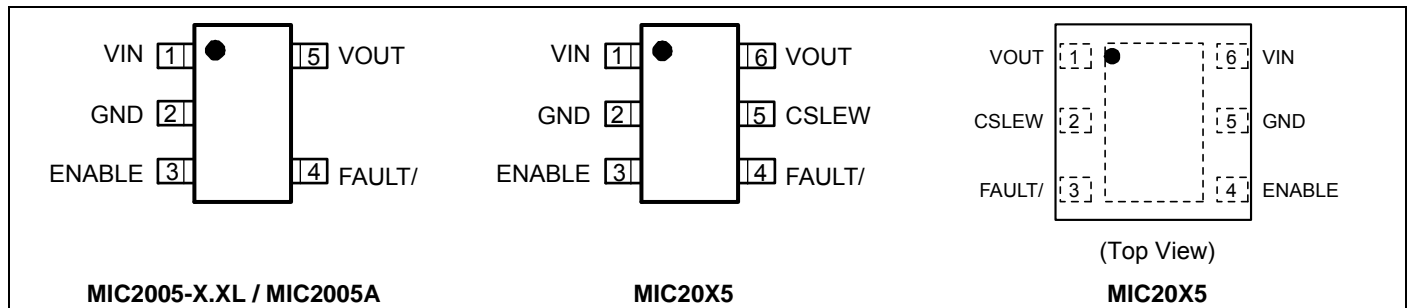 VIN 1 5 VOUT
GND 2
ENABLE 3 4 FAULT/
MIC2005-X.XL / MIC2005A
VIN 1 6 VOUT
GND 2 5 CSLEW
ENABLE 3 4 FAULT/
MIC20X5
VOUT 1 6 VIN
CSLEW 2 5 GND
FAULT/ 3 4 ENABLE
(Top View)
MIC20X5